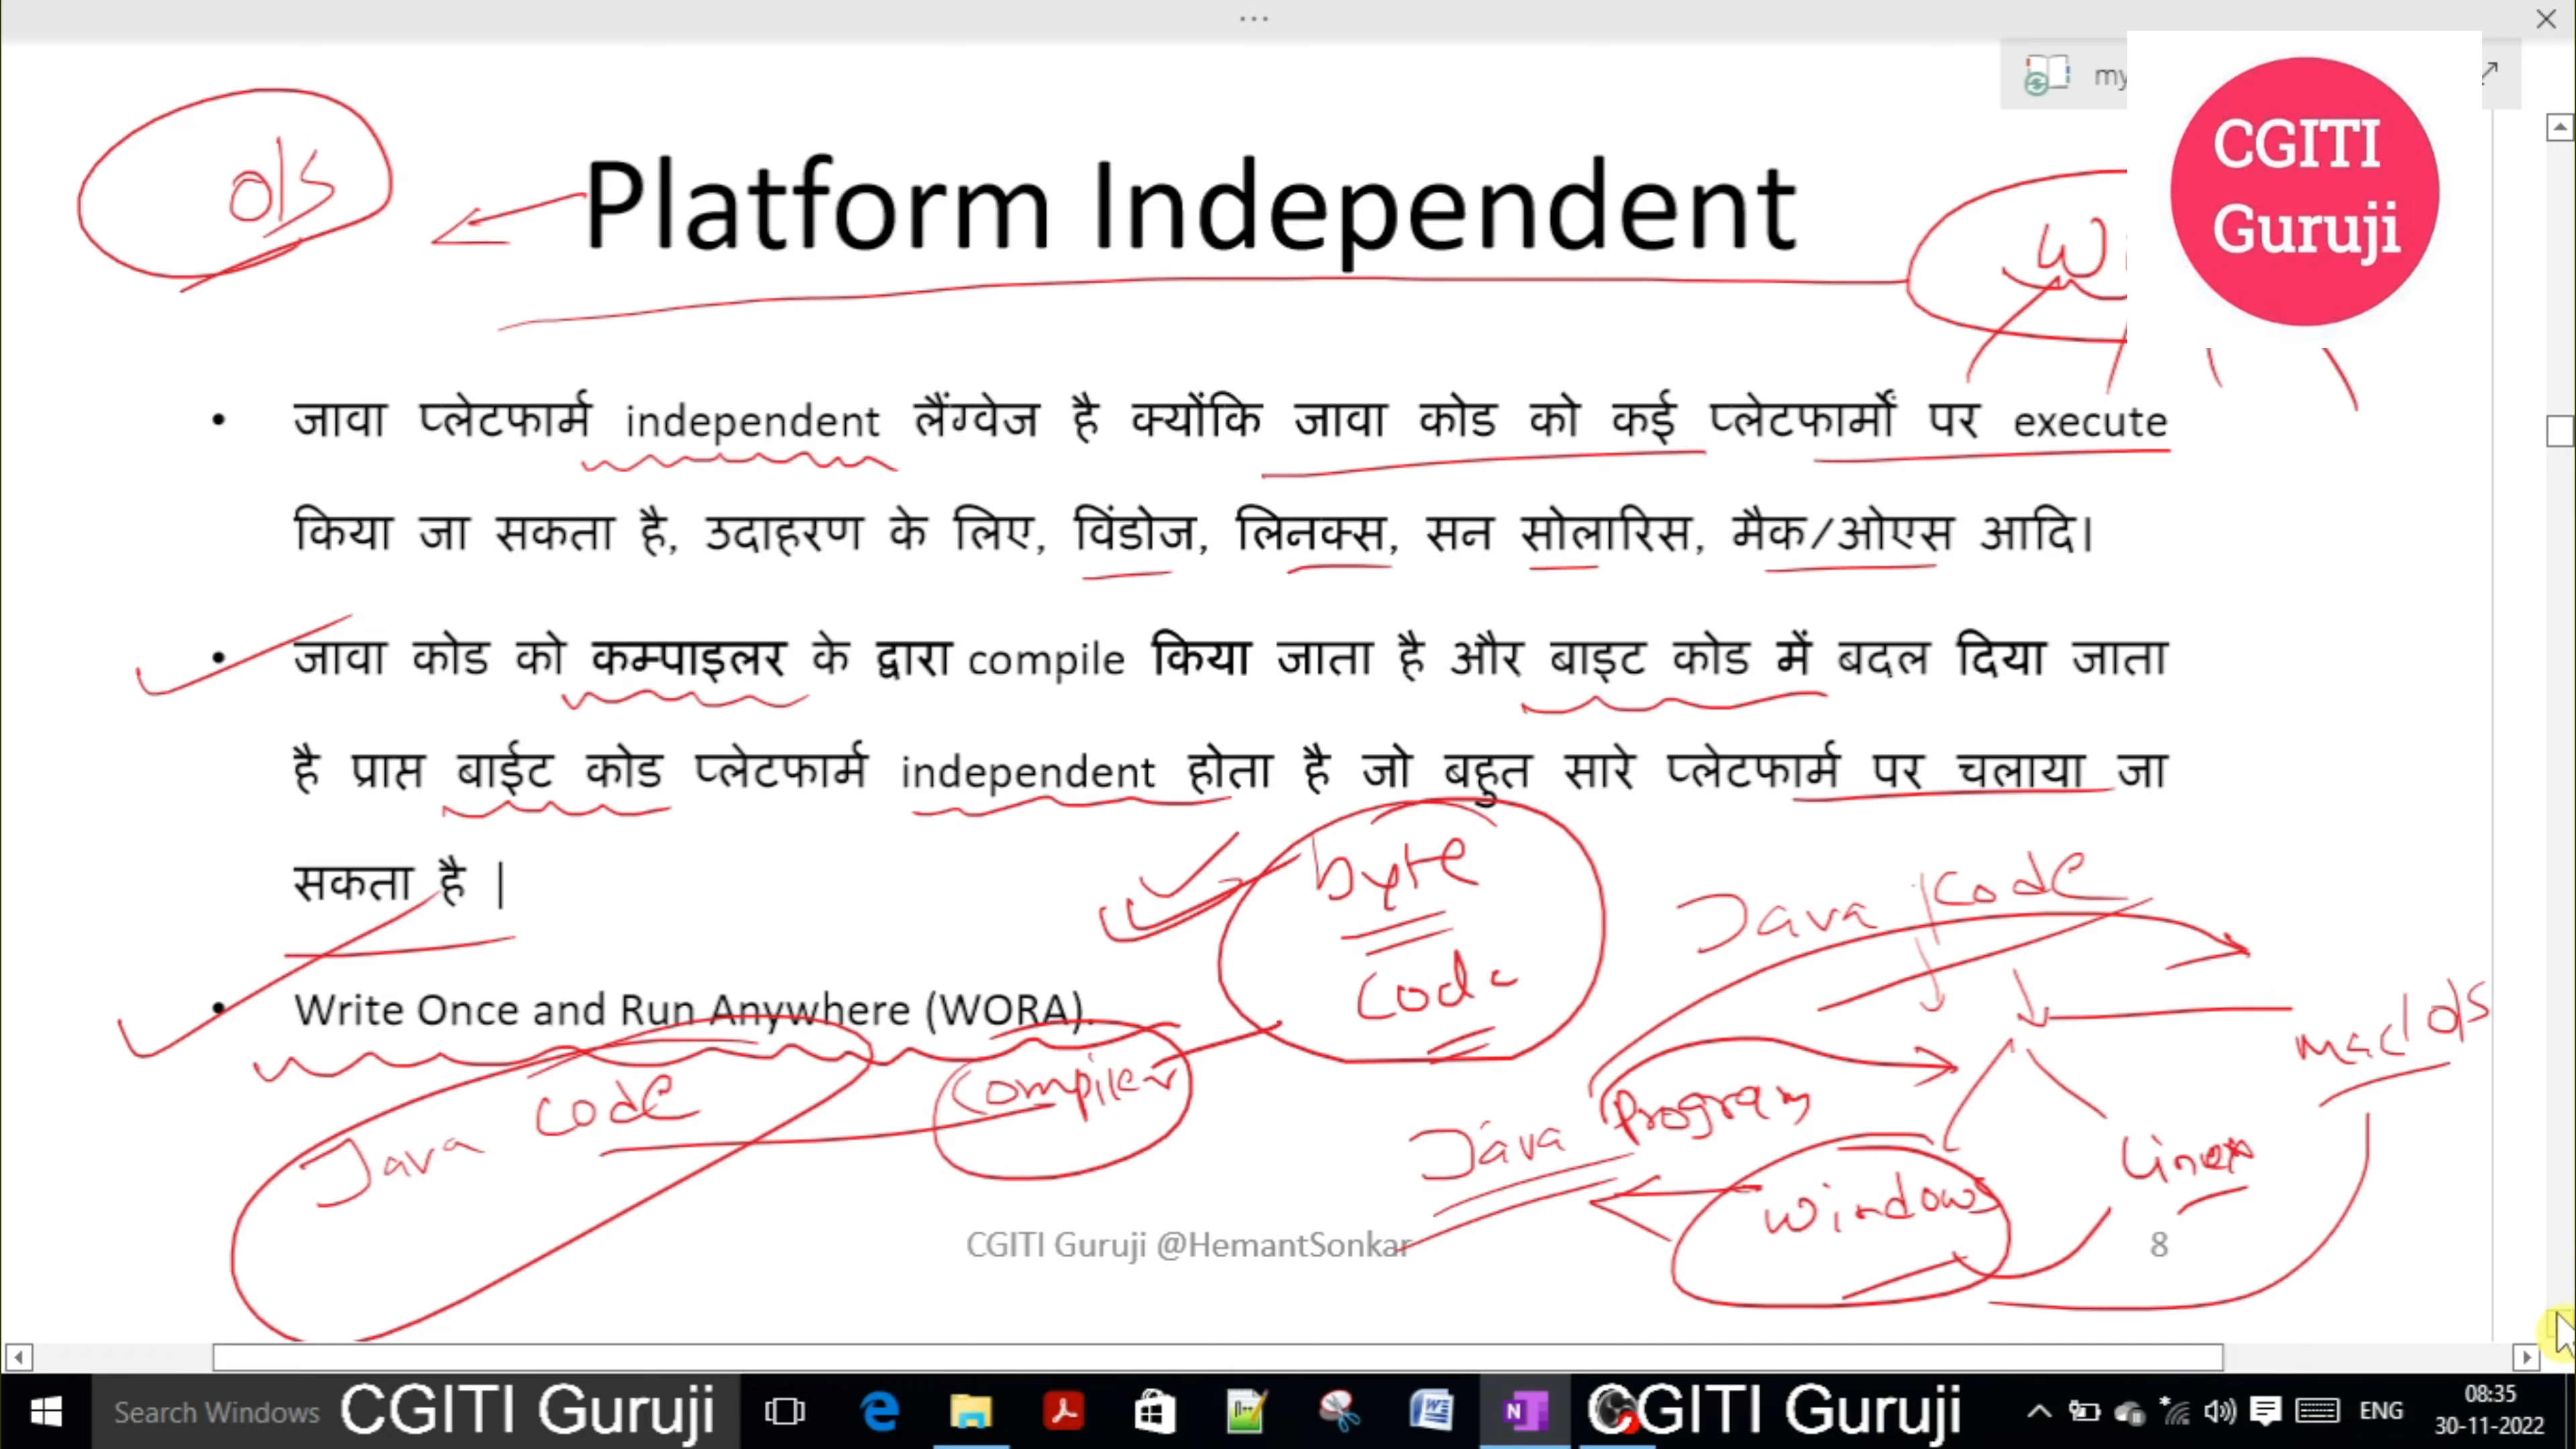 my
CGITI
Guruji
o/s
Platform Independent
W
• जावा प्लेटफार्म independent लैंग्वेज है क्योंकि जावा कोड को कई प्लेटफार्मों पर execute
किया जा सकता है, उदाहरण के लिए, विंडोज, लिनक्स, सन सोलारिस, मैक/ओएस आदि।
• जावा कोड को कम्पाइलर के द्वारा compile किया जाता है और बाइट कोड में बदल दिया जाता
है प्राप्त बाईट कोड प्लेटफार्म independent होता है जो बहुत सारे प्लेटफार्म पर चलाया जा
सकता है |
byte
code
Java code
• Write Once and Run Anywhere (WORA).
mac/o/s
Java code
compiler
Java Program
Linex
windows
CGITI Guruji @HemantSonkar
8
Search Windows
CGITI Guruji
CGITI Guruji
ENG
08:35
30-11-2022